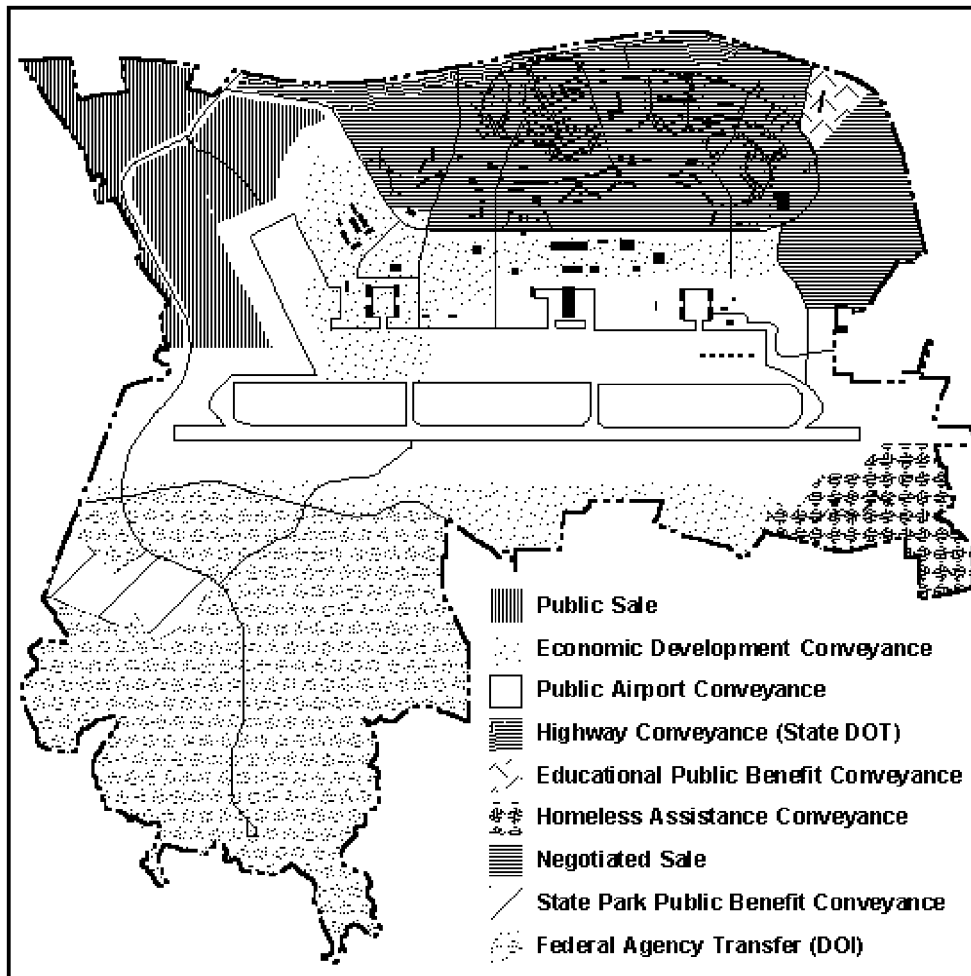 Public Sale
Economic Development Conveyance
Public Airport Conveyance
Highway Conveyance (State DOT)
Educational Public Benefit Conveyance
Homeless Assistance Conveyance
Negotiated Sale
State Park Public Benefit Conveyance
Federal Agency Transfer (DOI)